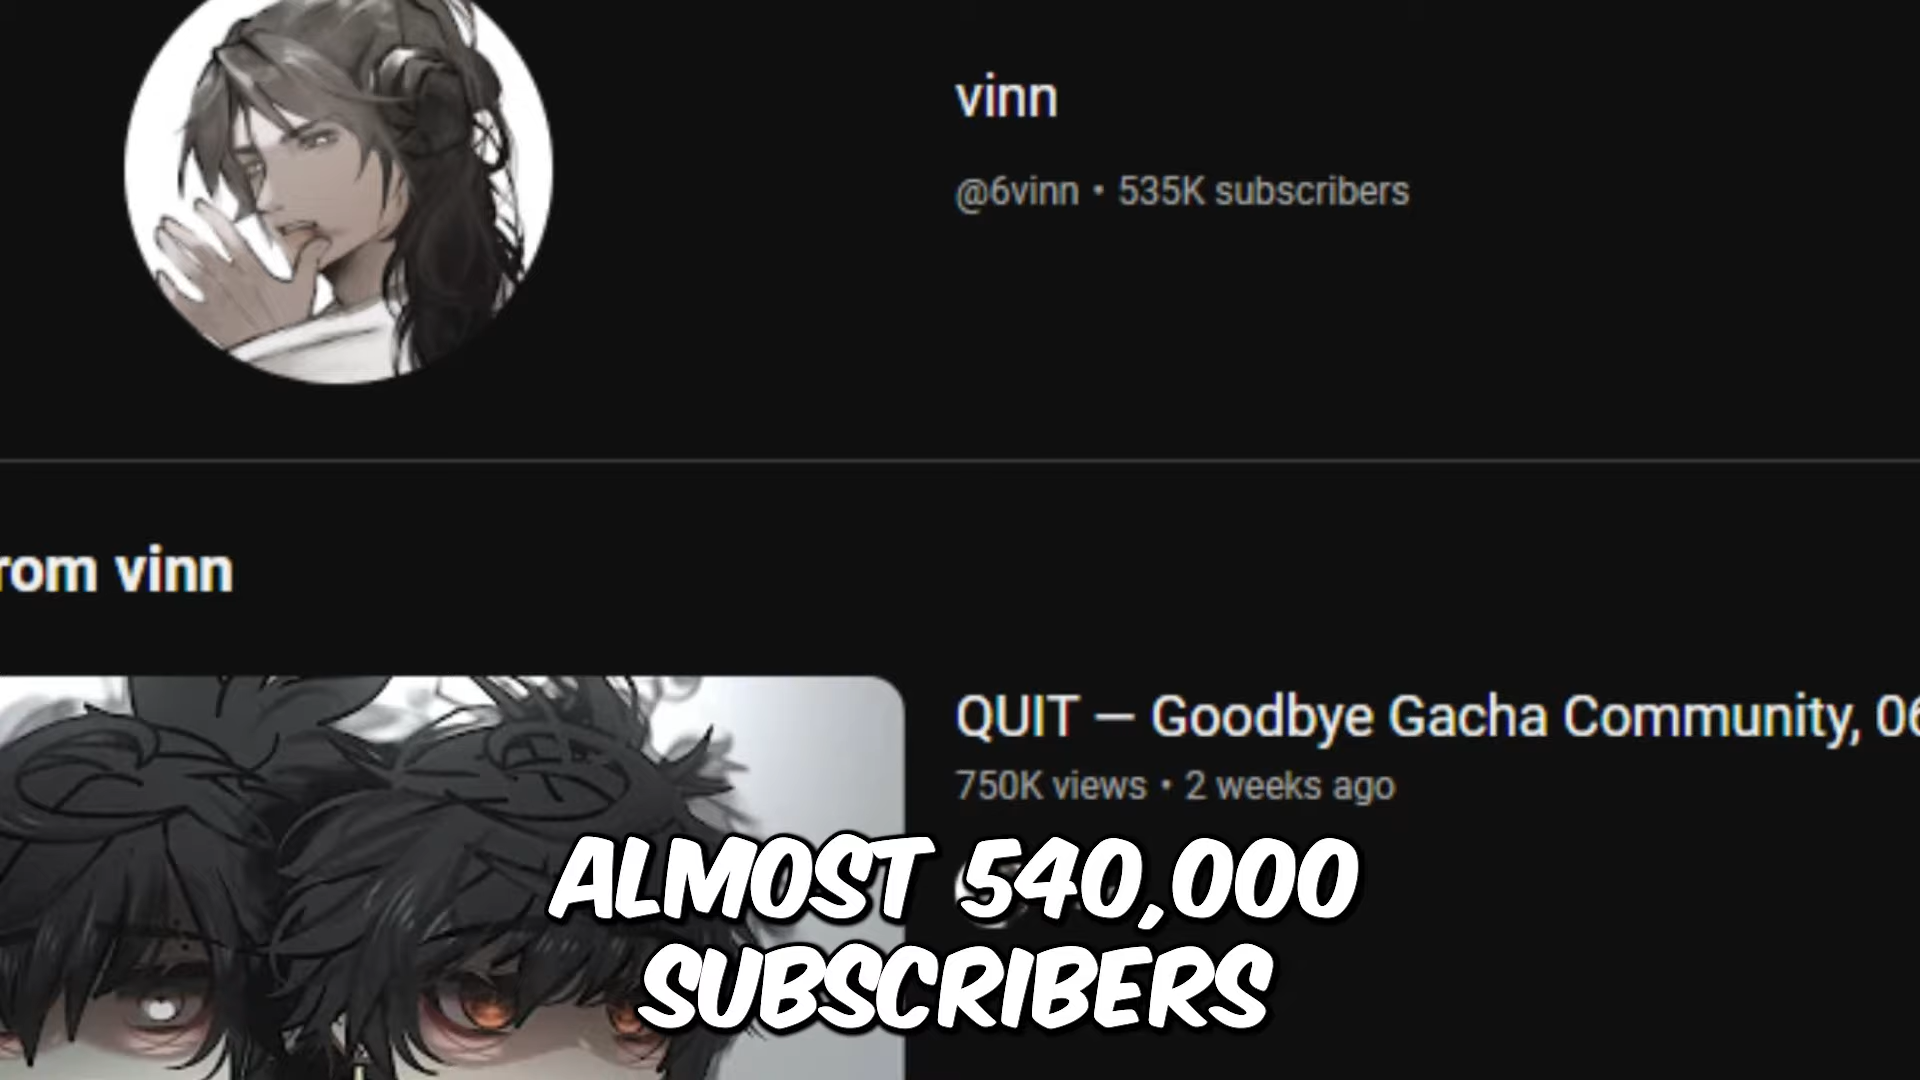 vinn
@6vinn • 535K subscribers
rom vinn
QUIT — Goodbye Gacha Community, 06
750K views • 2 weeks ago
ALMOST 540,000
SUBSCRIBERS